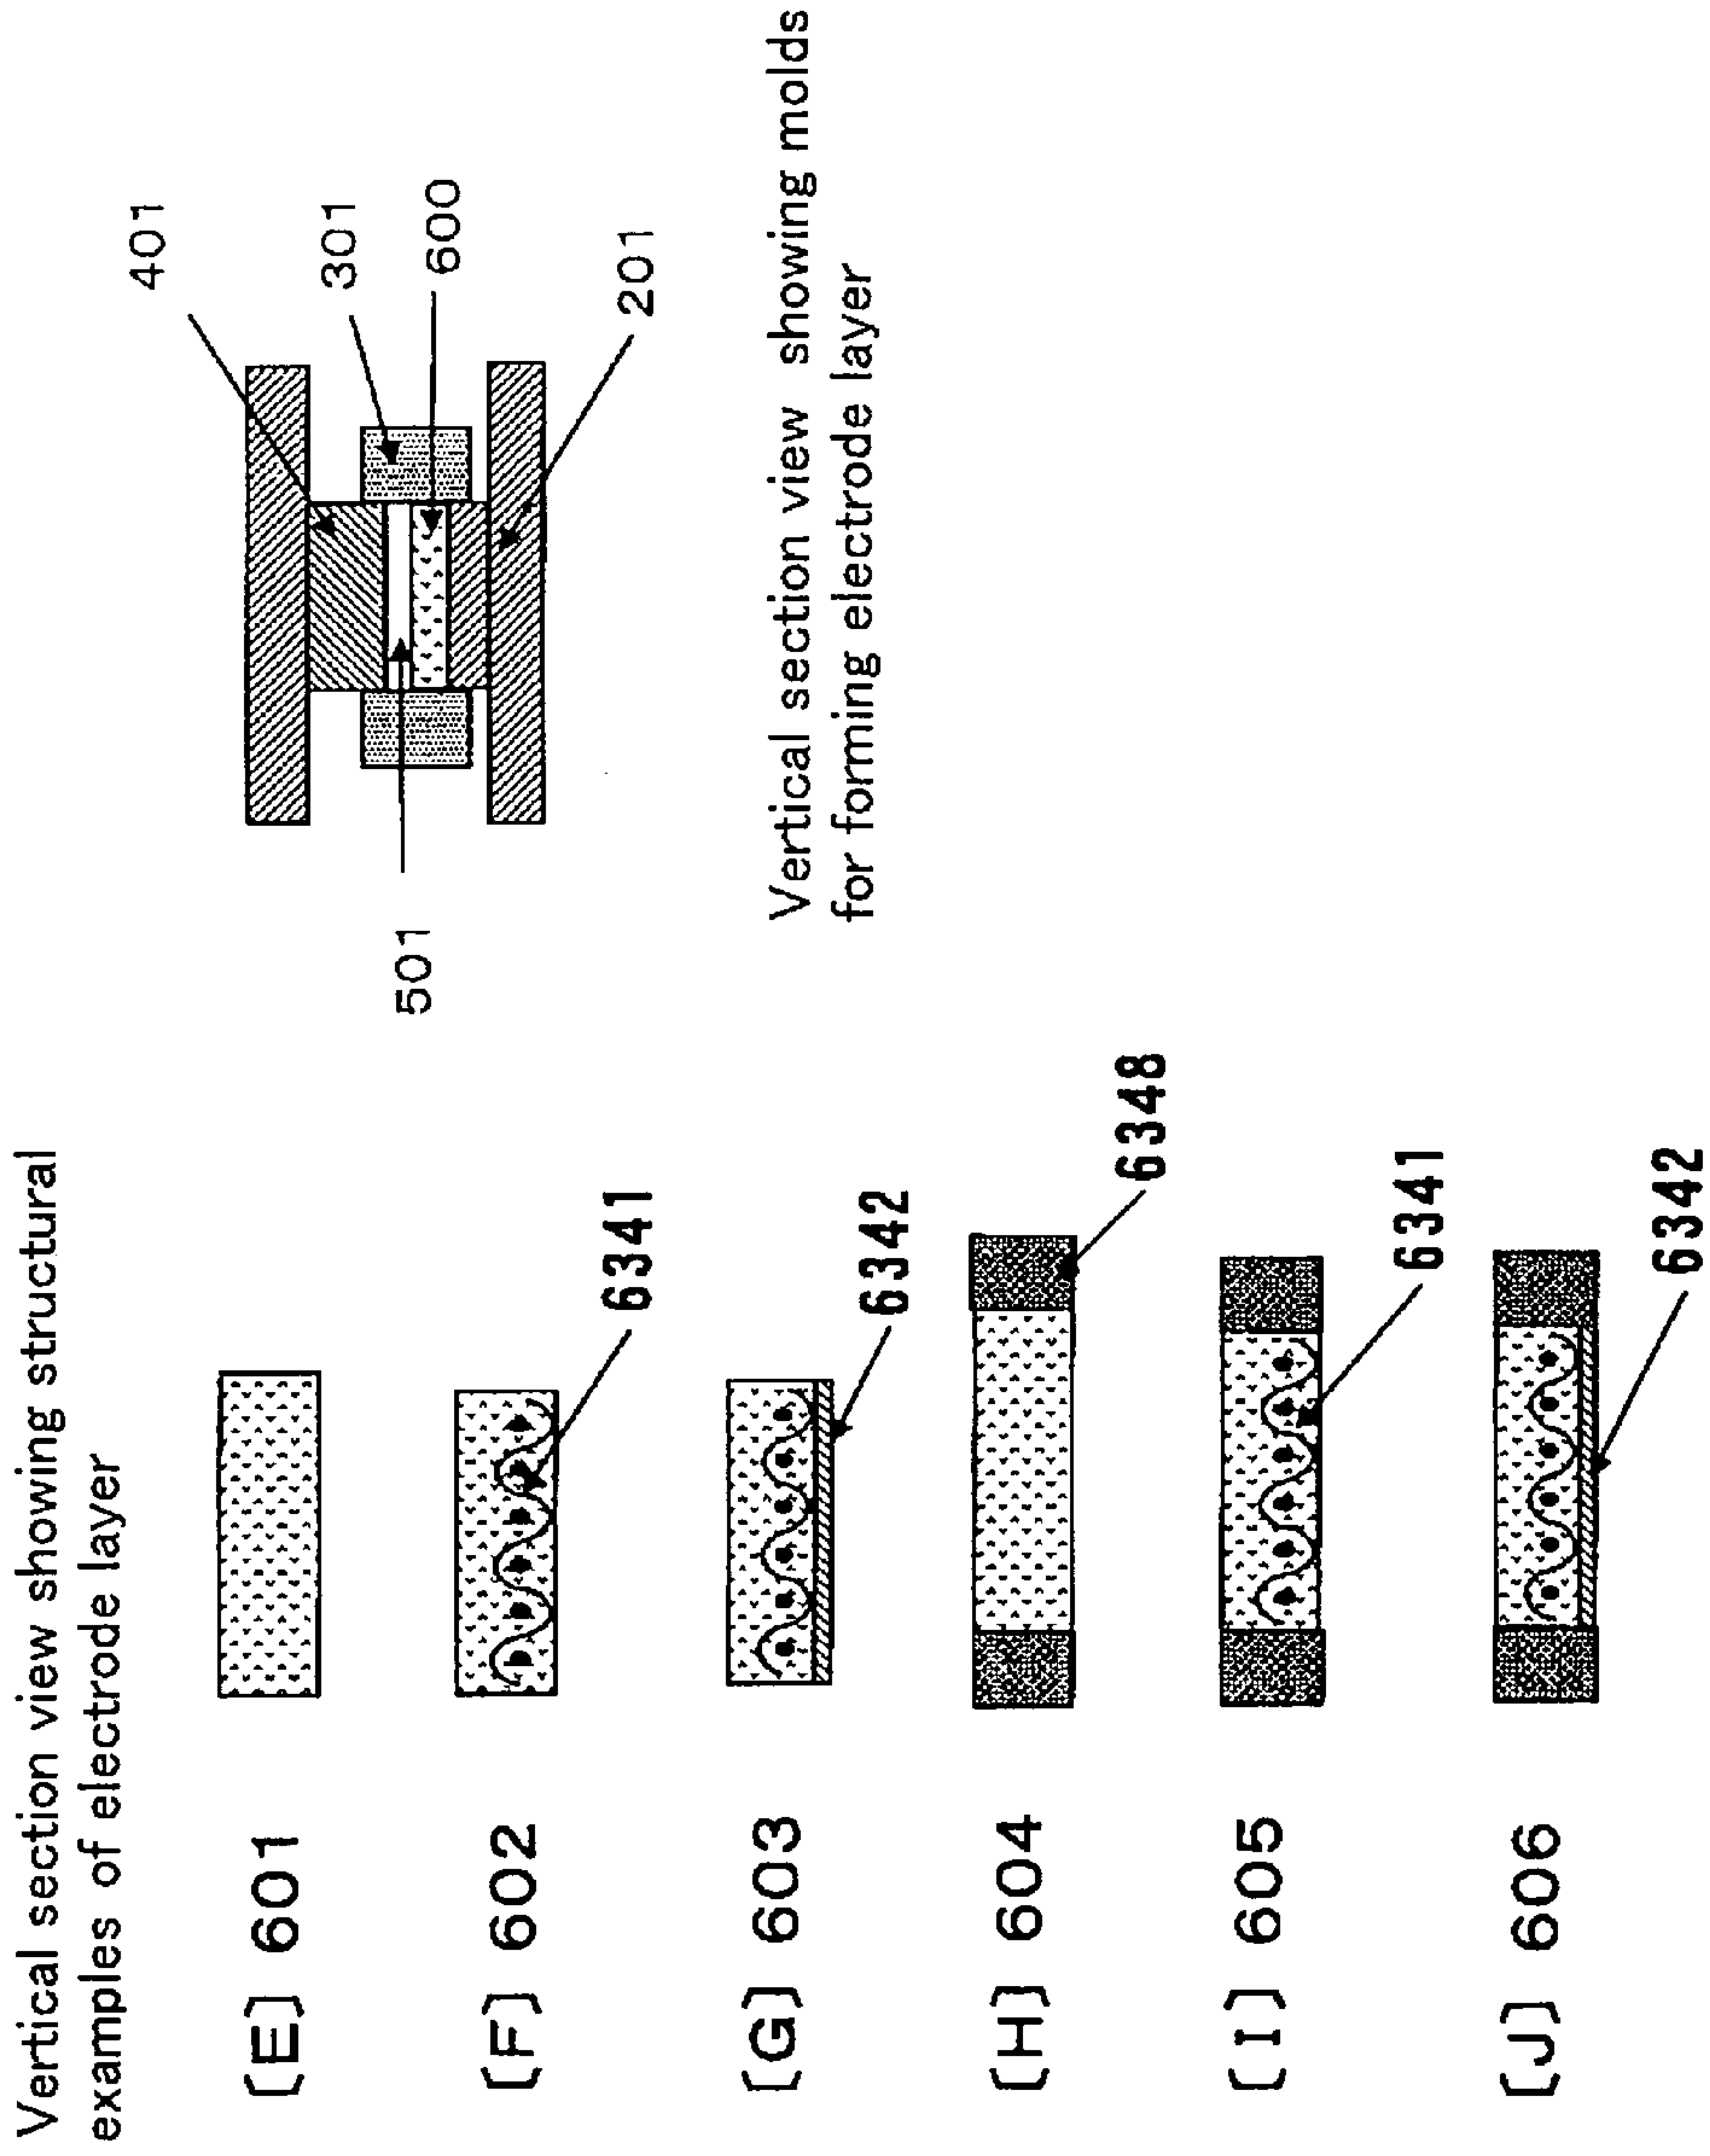 Vertical section view showing structural
examples of electrode layer
[E] 601
[F] 602
6341
[G] 603
6342
[H] 604
6348
[I] 605
6341
[J] 606
6342
401
301
600
201
501
Vertical section view showing molds
for forming electrode layer